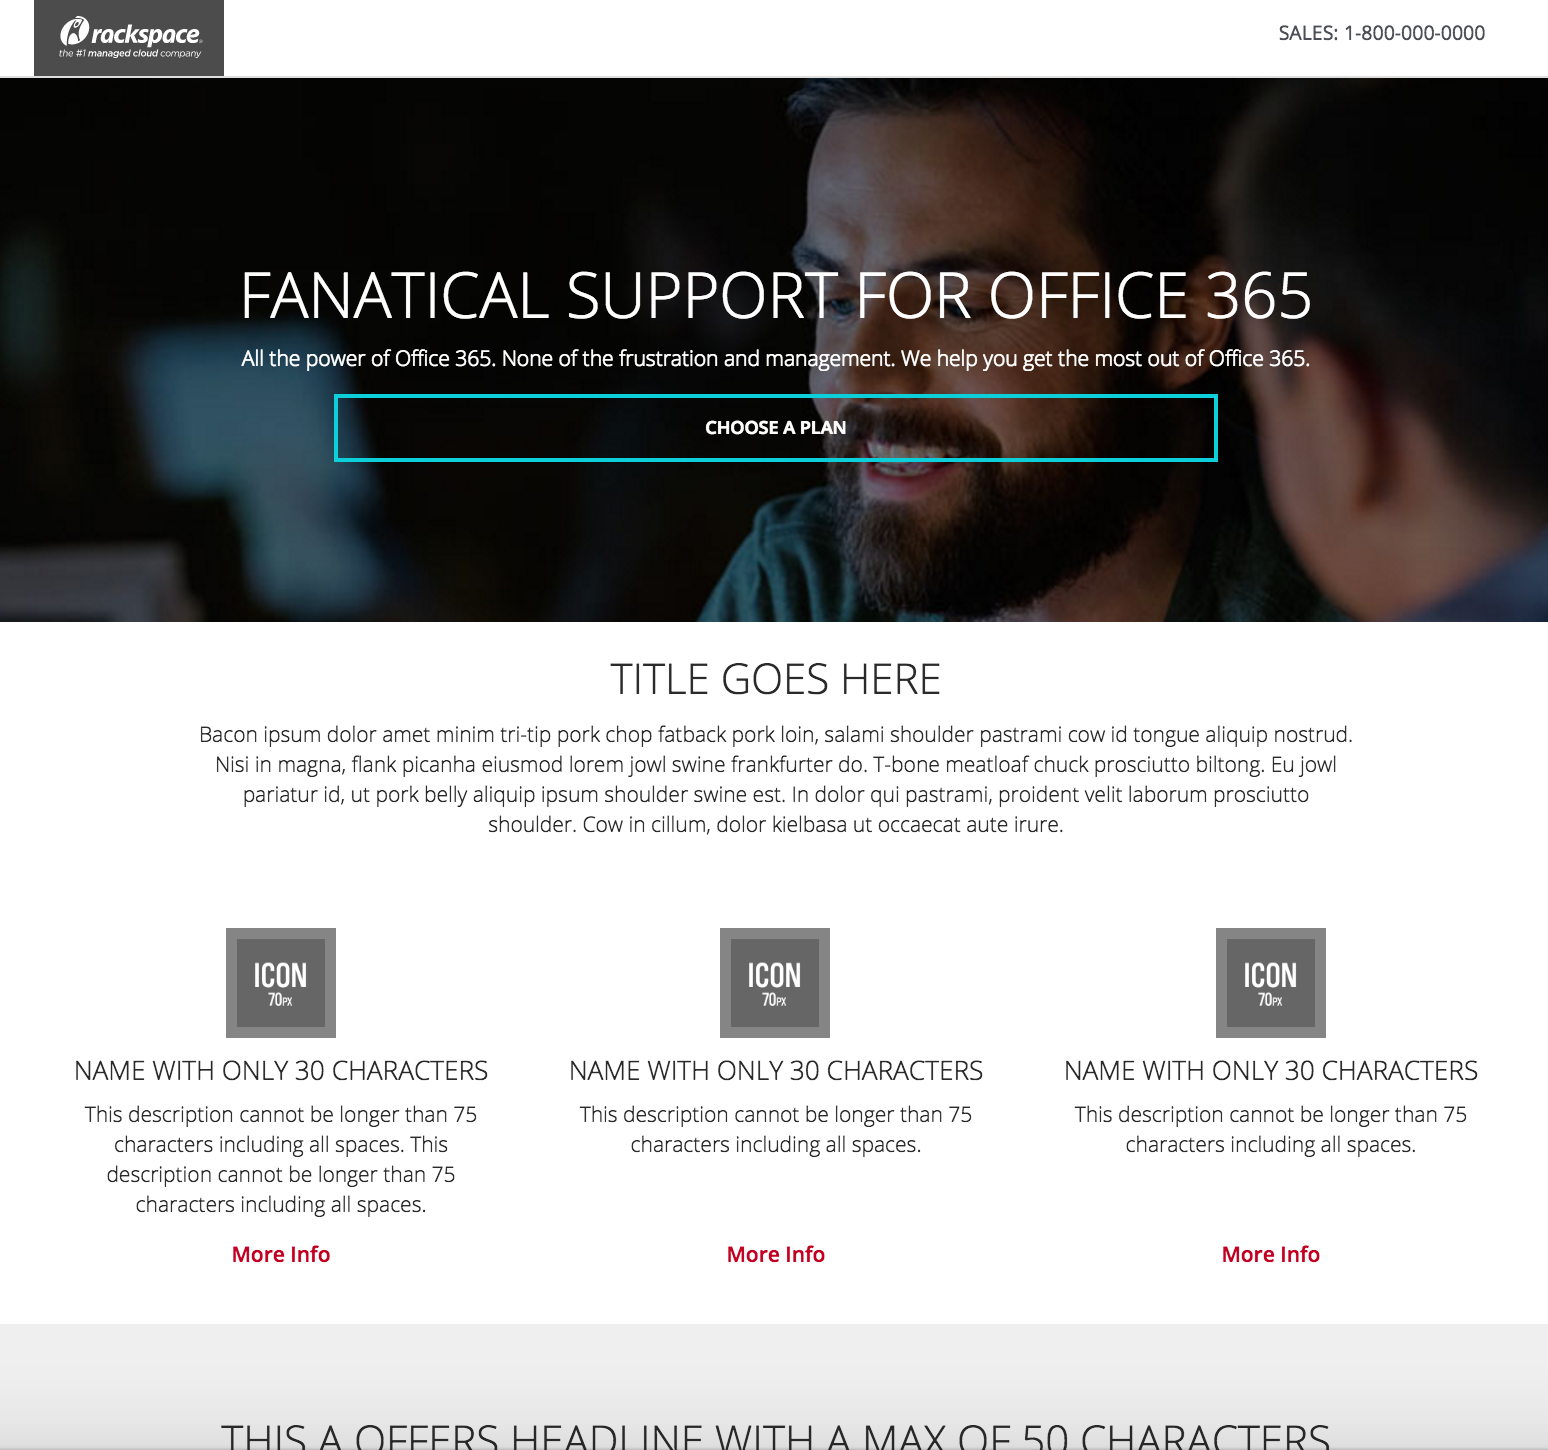 rackspace®
the #1 managed cloud company
SALES: 1-800-000-0000
FANATICAL SUPPORT FOR OFFICE 365
All the power of Office 365. None of the frustration and management. We help you get the most out of Office 365.
CHOOSE A PLAN
TITLE GOES HERE
Bacon ipsum dolor amet minim tri-tip pork chop fatback pork loin, salami shoulder pastrami cow id tongue aliquip nostrud.
Nisi in magna, flank picanha eiusmod lorem jowl swine frankfurter do. T-bone meatloaf chuck prosciutto biltong. Eu jowl
pariatur id, ut pork belly aliquip ipsum shoulder swine est. In dolor qui pastrami, proident velit laborum prosciutto
shoulder. Cow in cillum, dolor kielbasa ut occaecat aute irure.
ICON
70PX
NAME WITH ONLY 30 CHARACTERS
This description cannot be longer than 75
characters including all spaces. This
description cannot be longer than 75
characters including all spaces.
More Info
ICON
70PX
NAME WITH ONLY 30 CHARACTERS
This description cannot be longer than 75
characters including all spaces.
More Info
ICON
70PX
NAME WITH ONLY 30 CHARACTERS
This description cannot be longer than 75
characters including all spaces.
More Info
THIS A OFFERS HEADLINE WITH A MAX OF 50 CHARACTERS